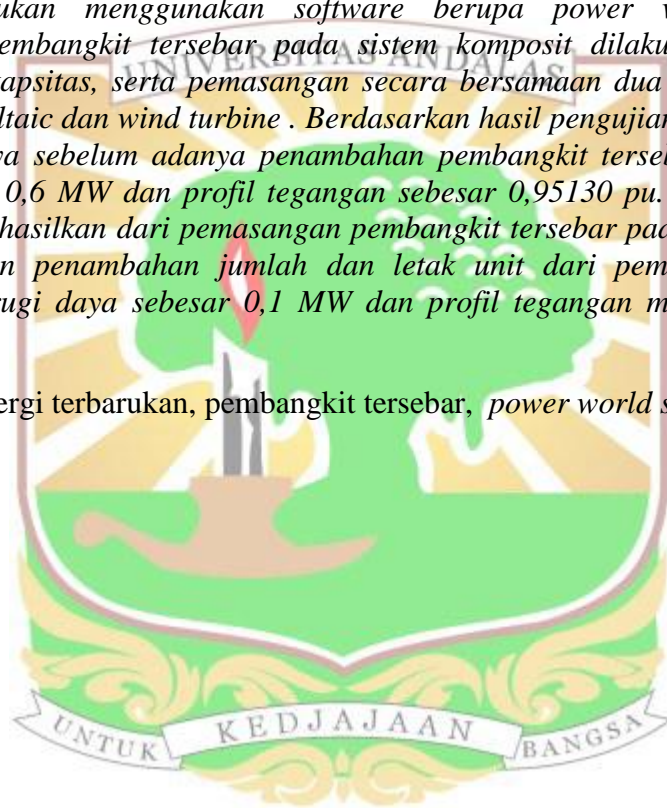 ukan menggunakan software berupa power
embangkit tersebar pada sistem komposit dilaku
UNIVERSITAS ANDALAS
apsitas, serta pemasangan secara bersamaan dua
ltaic dan wind turbine . Berdasarkan hasil pengujian
ya sebelum adanya penambahan pembangkit terseb
0,6 MW dan profil tegangan sebesar 0,95130 pu.
hasilkan dari pemasangan pembangkit tersebar pad
n penambahan jumlah dan letak unit dari pem
rugi daya sebesar 0,1 MW dan profil tegangan m
ergi terbarukan, pembangkit tersebar, power world s
UNTUK KEDJAJAAN BANGSA